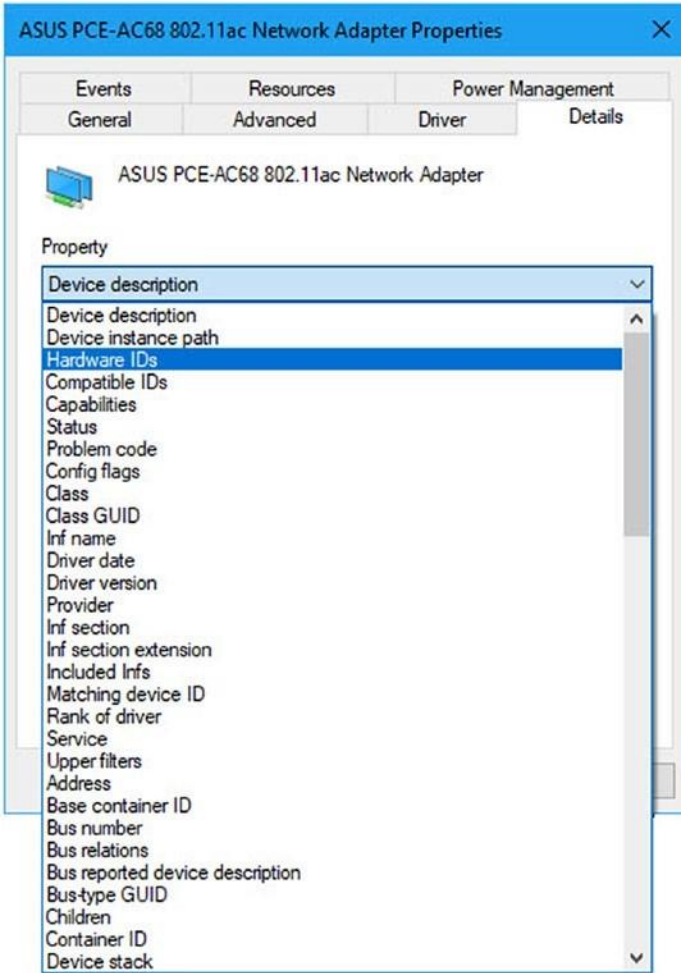 ASUS PCE-AC68 802.11ac Network Adapter Properties
Events Resources Power Management
General Advanced Driver Details
ASUS PCE-AC68 802.11ac Network Adapter
Property
Device description
Device description
Device instance path
Hardware IDs
Compatible IDs
Capabilities
Status
Problem code
Config flags
Class
Class GUID
Inf name
Driver date
Driver version
Provider
Inf section
Inf section extension
Included Infs
Matching device ID
Rank of driver
Service
Upper filters
Address
Base container ID
Bus number
Bus relations
Bus reported device description
Bus-type GUID
Children
Container ID
Device stack